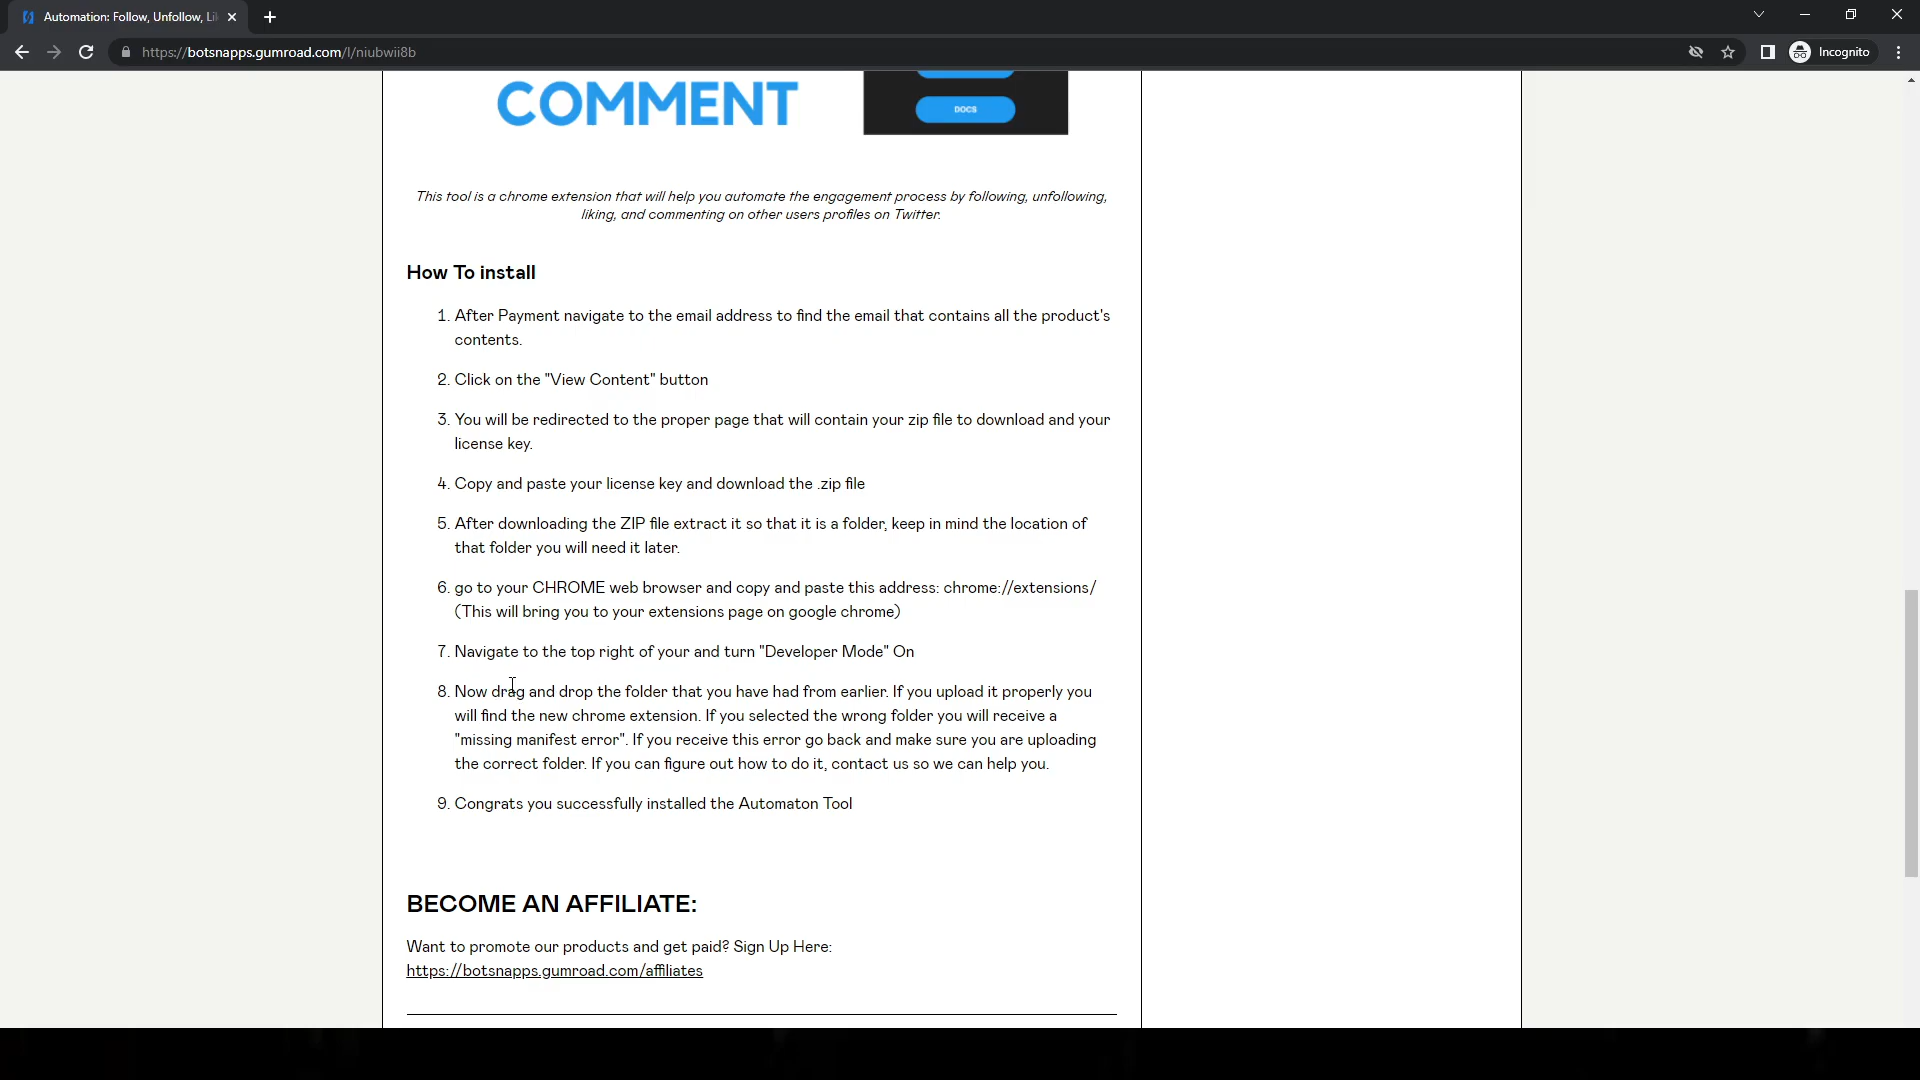 Automation: Follow, Unfollow, Li
https://botsnapps.gumroad.com/l/niubwii8b
Incognito
COMMENT
DOCS
This tool is a chrome extension that will help you automate the engagement process by following, unfollowing,
liking, and commenting on other users profiles on Twitter.
How To install
1. After Payment navigate to the email address to find the email that contains all the product's
contents.
2. Click on the "View Content" button
3. You will be redirected to the proper page that will contain your zip file to download and your
license key.
4. Copy and paste your license key and download the .zip file
5. After downloading the ZIP file extract it so that it is a folder, keep in mind the location of
that folder you will need it later.
6. go to your CHROME web browser and copy and paste this address: chrome://extensions/
(This will bring you to your extensions page on google chrome)
7. Navigate to the top right of your and turn "Developer Mode" On
8. Now drag and drop the folder that you have had from earlier. If you upload it properly you
will find the new chrome extension. If you selected the wrong folder you will receive a
"missing manifest error". If you receive this error go back and make sure you are uploading
the correct folder. If you can figure out how to do it, contact us so we can help you.
9. Congrats you successfully installed the Automaton Tool
BECOME AN AFFILIATE:
Want to promote our products and get paid? Sign Up Here:
https://botsnapps.gumroad.com/affiliates